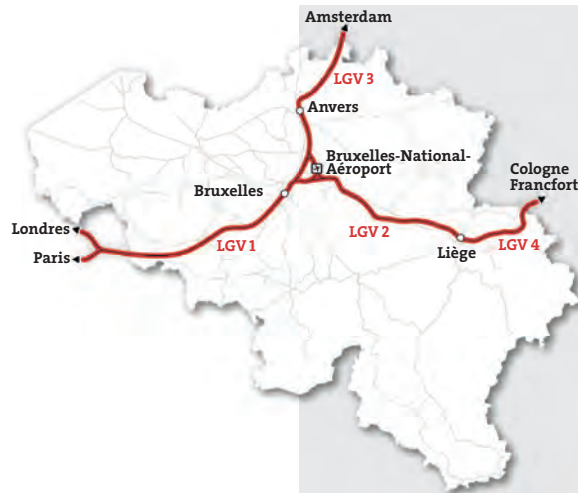 Amsterdam
LGV 3
Anvers
Bruxelles-National-
Aéroport
Cologne
Francfort
Bruxelles
Londres
LGV 1
LGV 2
Paris
Liège
LGV 4